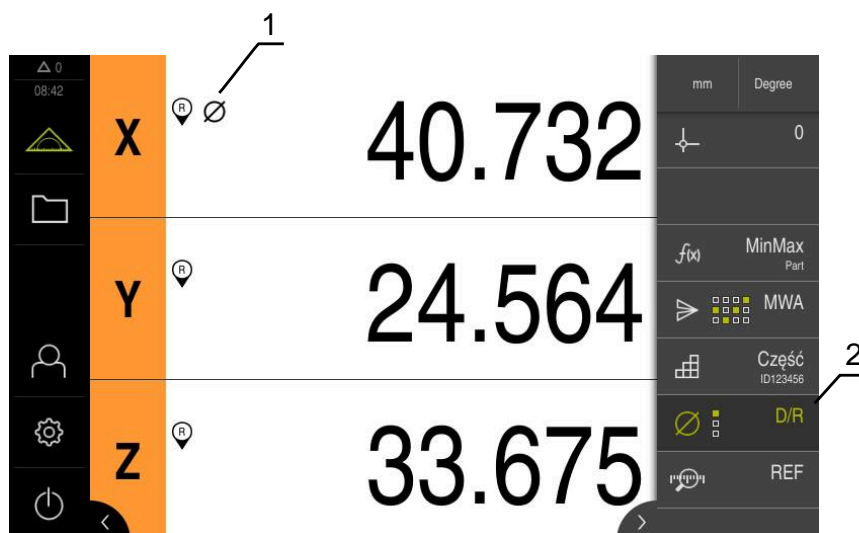 1
△ 0
08:42
X
R
Ø
40.732
mm
Degree
0
Y
R
24.564
f(x)
MinMax
Part
MWA
Część
ID123456
2
Z
R
33.675
Ø
D/R
REF